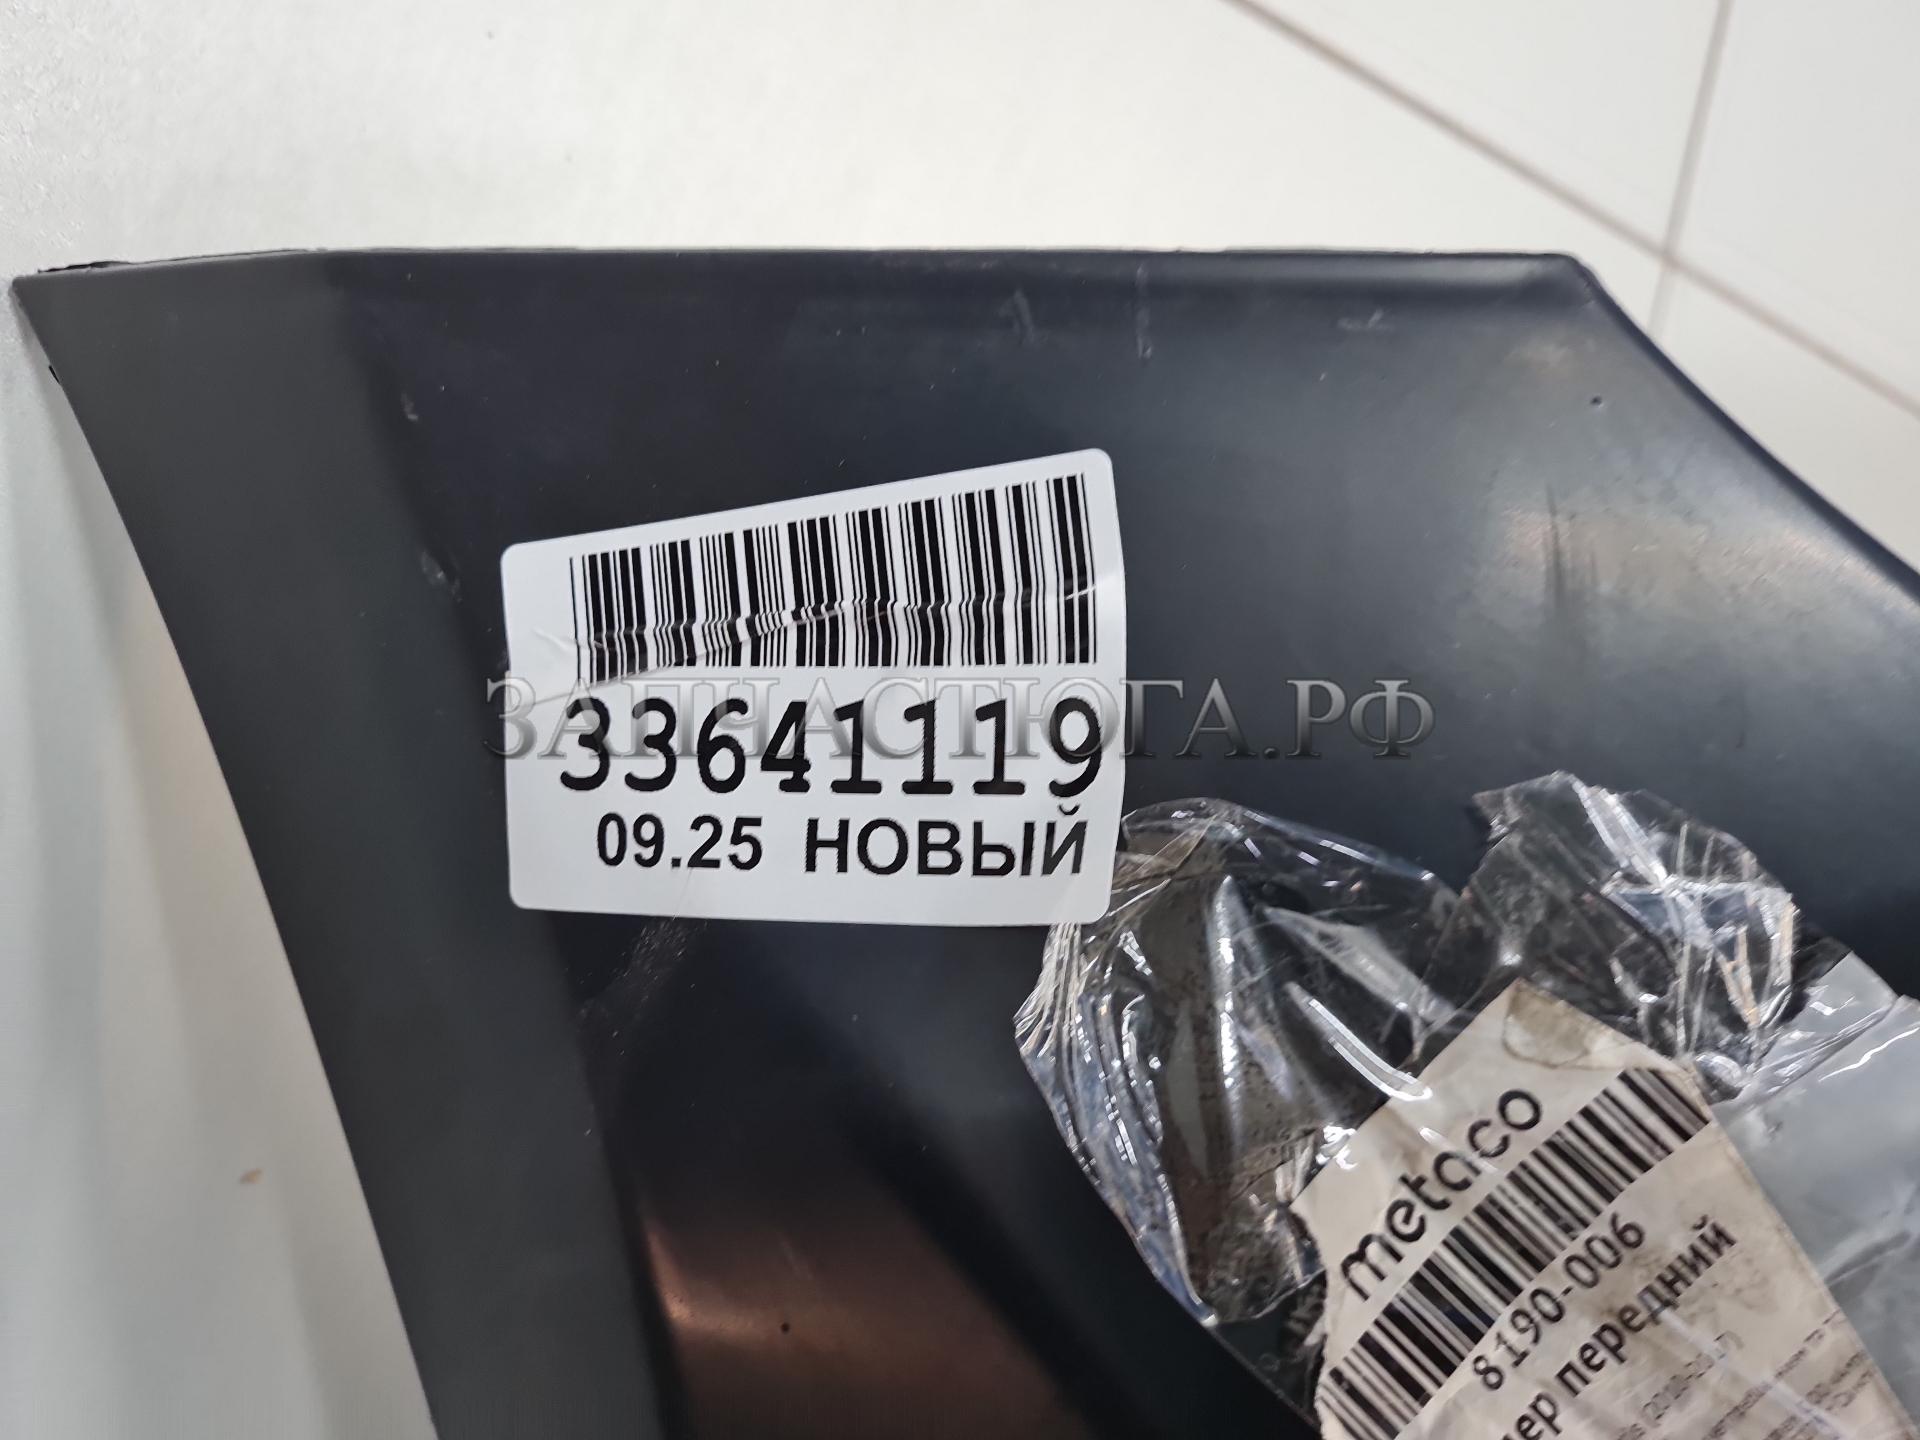 33641119
09.25 НОВЫЙ
ЗАПЧАСТЮГА.РФ
metaco
8190-006
передний